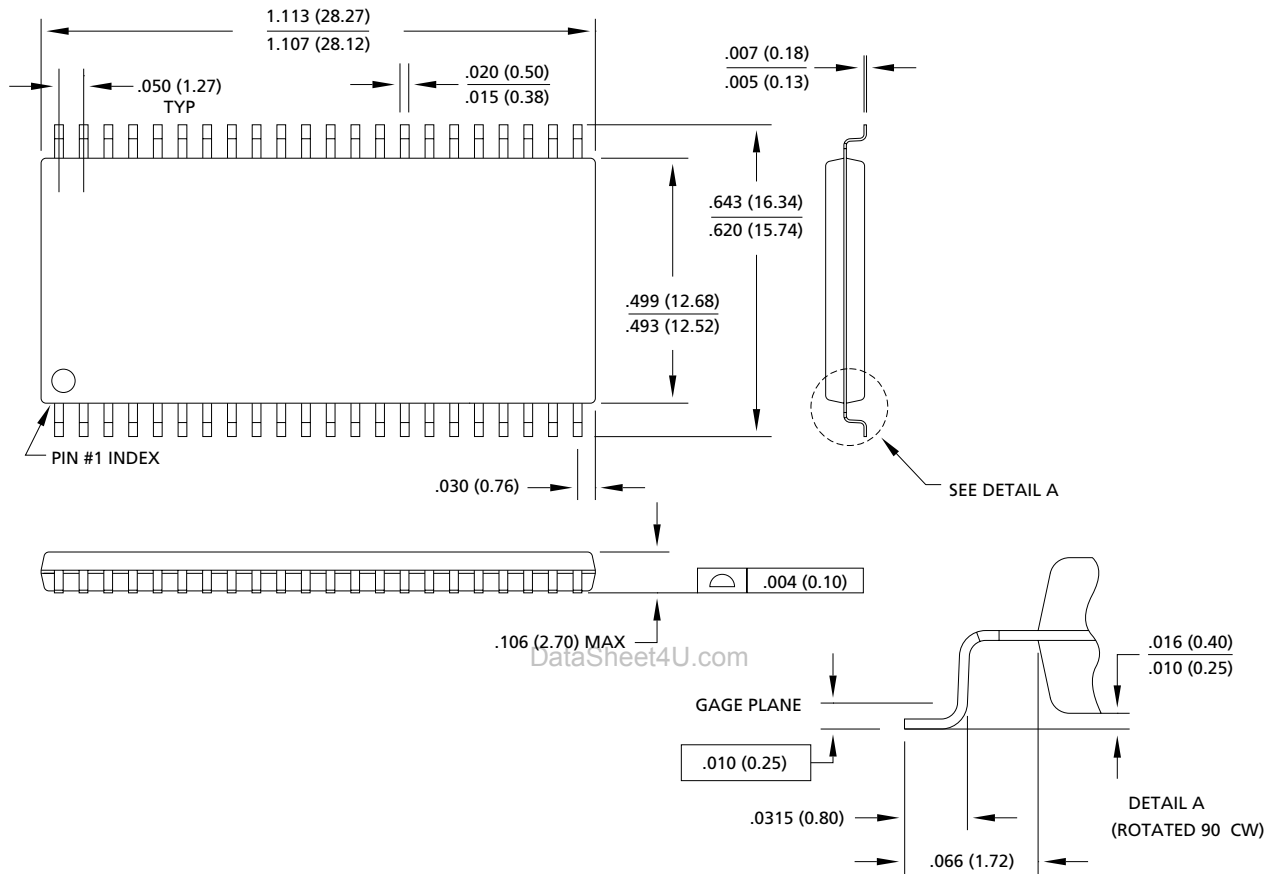 1.113 (28.27)
1.107 (28.12)
.050 (1.27)
TYP
.020 (0.50)
.015 (0.38)
.007 (0.18)
.005 (0.13)
.643 (16.34)
.620 (15.74)
.499 (12.68)
.493 (12.52)
PIN #1 INDEX
.030 (0.76)
SEE DETAIL A
.004 (0.10)
.106 (2.70) MAX
DataSheet4U.com
.016 (0.40)
.010 (0.25)
GAGE PLANE
.010 (0.25)
.0315 (0.80)
DETAIL A
(ROTATED 90 CW)
.066 (1.72)